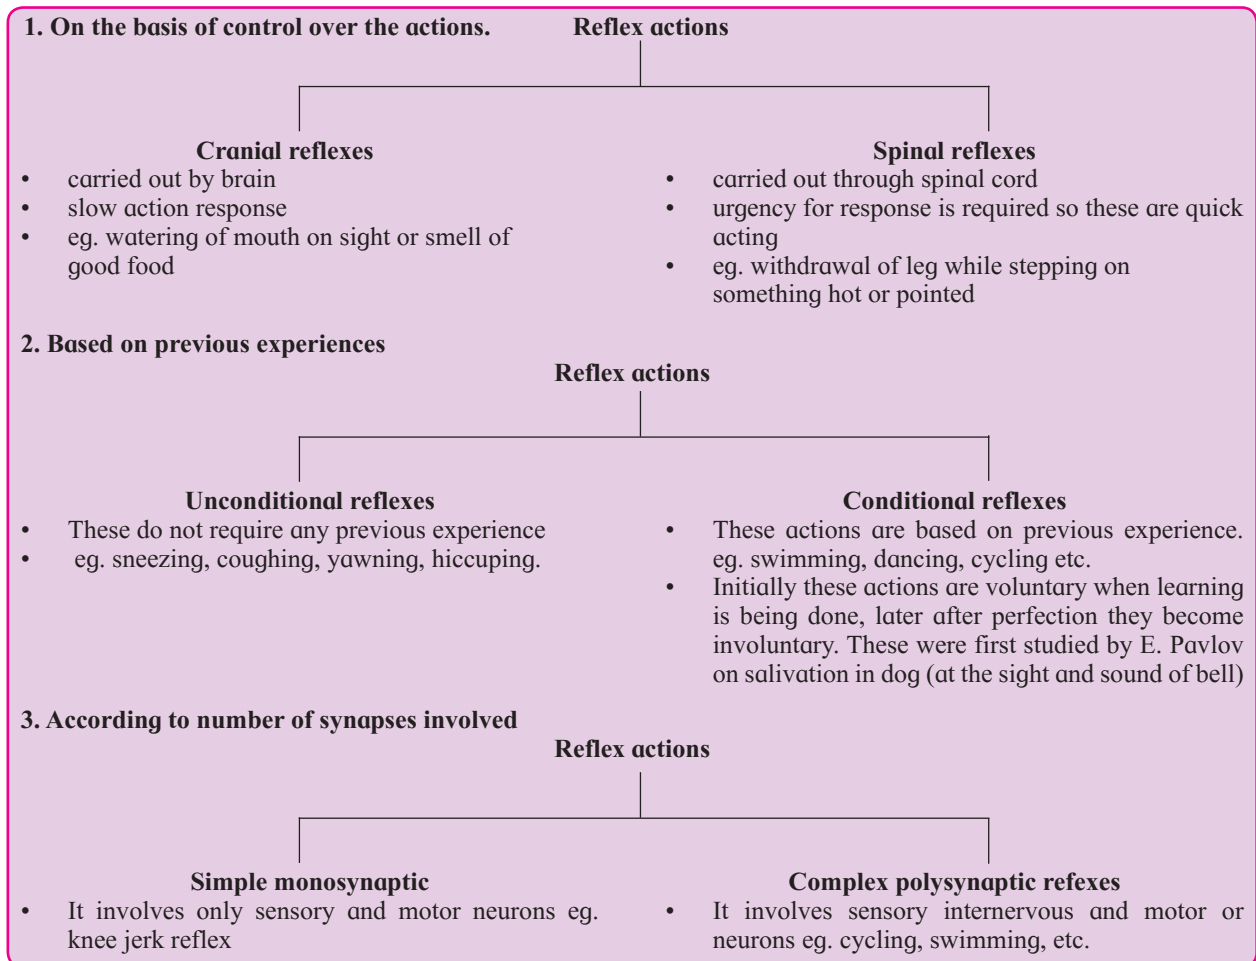 1. On the basis of control over the actions. Reflex actions
Cranial reflexes
• carried out by brain
• slow action response
• eg. watering of mouth on sight or smell of
good food
Spinal reflexes
• carried out through spinal cord
• urgency for response is required so these are quick
acting
• eg. withdrawal of leg while stepping on
something hot or pointed
2. Based on previous experiences
Reflex actions
Unconditional reflexes
• These do not require any previous experience
• eg. sneezing, coughing, yawning, hiccuping.
Conditional reflexes
• These actions are based on previous experience.
eg. swimming, dancing, cycling etc.
• Initially these actions are voluntary when learning
is being done, later after perfection they become
involuntary. These were first studied by E. Pavlov
on salivation in dog (at the sight and sound of bell)
3. According to number of synapses involved
Reflex actions
Simple monosynaptic
• It involves only sensory and motor neurons eg.
knee jerk reflex
Complex polysynaptic refexes
• It involves sensory internervous and motor or
neurons eg. cycling, swimming, etc.